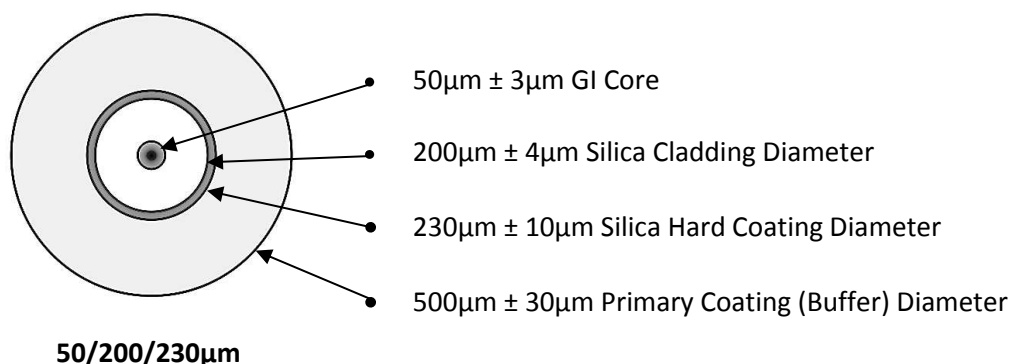 50µm ± 3µm GI Core
200µm ± 4µm Silica Cladding Diameter
230µm ± 10µm Silica Hard Coating Diameter
500µm ± 30µm Primary Coating (Buffer) Diameter
50/200/230µm